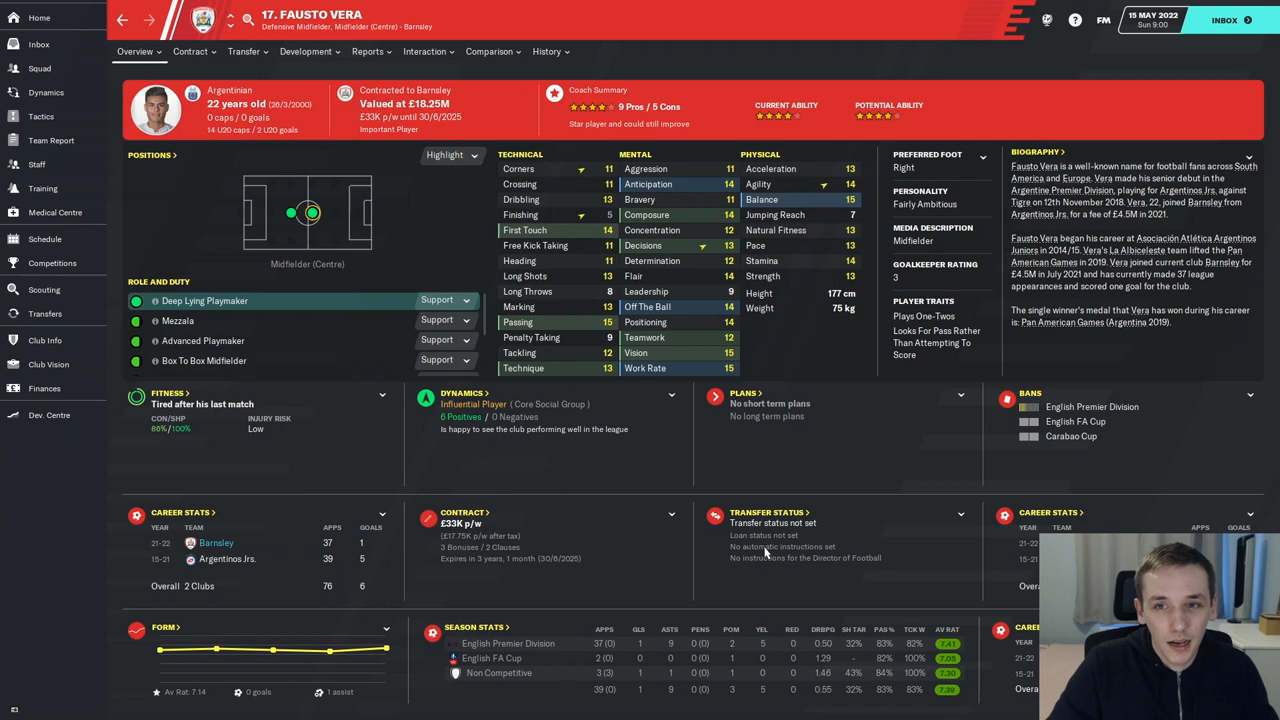 17. FAUSTO VERA
Defensive Midfielder, Midfielder (Centre) - Barnsley
FM
15 MAY 2022
Sun 9:00
INBOX
Home
Inbox
Squad
Dynamics
Tactics
Team Report
Staff
Training
Medical Centre
Schedule
Competitions
Scouting
Transfers
Club Info
Club Vision
Finances
Dev. Centre
Overview
Contract
Transfer
Development
Reports
Interaction
Comparison
History
Argentinian
22 years old (26/3/2000)
0 caps / 0 goals
14 U20 caps / 2 U20 goals
Contracted to Barnsley
Valued at £18.25M
£33K p/w until 30/6/2025
Important Player
Coach Summary
9 Pros / 5 Cons
Star player and could still improve
CURRENT ABILITY
POTENTIAL ABILITY
POSITIONS >
Highlight
Midfielder (Centre)
ROLE AND DUTY
Deep Lying Playmaker Support
Mezzala Support
Advanced Playmaker Support
Box To Box Midfielder Support
TECHNICAL
Corners 11
Crossing 11
Dribbling 13
Finishing 5
First Touch 14
Free Kick Taking 11
Heading 11
Long Shots 13
Long Throws 8
Marking 13
Passing 15
Penalty Taking 9
Tackling 12
Technique 13
MENTAL
Aggression 11
Anticipation 14
Bravery 11
Composure 14
Concentration 12
Decisions 13
Determination 12
Flair 14
Leadership 9
Off The Ball 14
Positioning 14
Teamwork 12
Vision 15
Work Rate 15
PHYSICAL
Acceleration 13
Agility 14
Balance 15
Jumping Reach 7
Natural Fitness 13
Pace 13
Stamina 14
Strength 13
Height 177 cm
Weight 75 kg
PREFERRED FOOT
Right
PERSONALITY
Fairly Ambitious
MEDIA DESCRIPTION
Midfielder
GOALKEEPER RATING
3
PLAYER TRAITS
Plays One-Twos
Looks For Pass Rather
Than Attempting To
Score
BIOGRAPHY >
Fausto Vera is a well-known name for football fans across South
America and Europe. Vera made his senior debut in the
Argentine Premier Division, playing for Argentinos Jrs. against
Tigre on 12th November 2018. Vera, 22, joined Barnsley from
Argentinos Jrs. for a fee of £4.5M in 2021.
Fausto Vera began his career at Asociación Atlética Argentinos
Juniors in 2014/15. Vera's La Albiceleste team lifted the Pan
American Games in 2019. Vera joined current club Barnsley for
£4.5M in July 2021 and has currently made 37 league
appearances and scored one goal for the club.
The single winner's medal that Vera has won during his career
is: Pan American Games (Argentina 2019).
FITNESS >
Tired after his last match
CON/SHP
86%/100%
INJURY RISK
Low
DYNAMICS >
Influential Player ( Core Social Group )
6 Positives / 0 Negatives
Is happy to see the club performing well in the league
PLANS >
No short term plans
No long term plans
BANS
English Premier Division
English FA Cup
Carabao Cup
CAREER STATS >
YEAR TEAM APPS GOALS
21-22 Barnsley 37 1
15-21 Argentinos Jrs. 39 5
Overall 2 Clubs 76 6
CONTRACT >
£33K p/w
(£17.75K p/w after tax)
3 Bonuses / 2 Clauses
Expires in 3 years, 1 month (30/6/2025)
TRANSFER STATUS >
Transfer status not set
Loan status not set
No automatic instructions set
No instructions for the Director of Football
CAREER STATS >
YEAR TEAM APPS GOALS
21-22
15-21
FORM >
Av Rat: 7.14
0 goals
1 assist
SEASON STATS >
APPS GLS ASTS PENS POM YEL RED DRBPG SH TAR PAS % TCK W AV RAT
English Premier Division 37 (0) 1 9 0 (0) 2 5 0 0.50 32% 83% 82% 7.41
English FA Cup 2 (0) 0 0 0 (0) 1 0 0 1.29 - 82% 100% 7.05
Non Competitive 3 (3) 1 1 0 (0) 0 0 0 1.46 43% 84% 100% 7.30
39 (0) 1 9 0 (0) 3 5 0 0.55 32% 83% 83% 7.39
YEAR
21-22
15-21